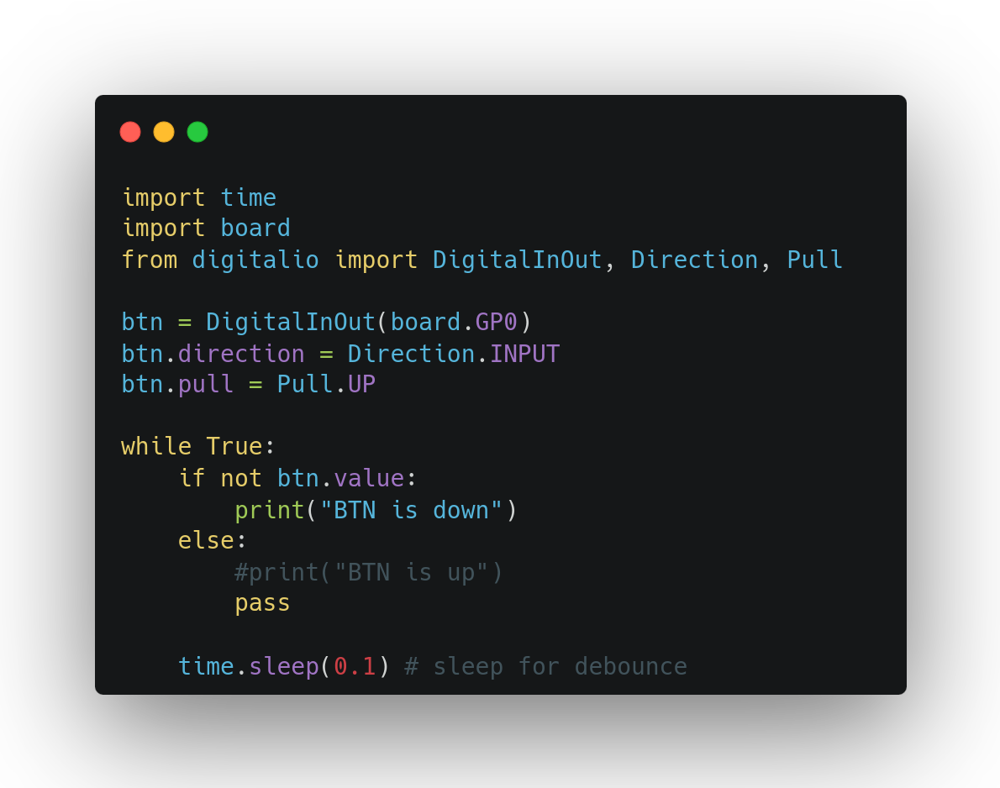 import time
import board
from digitalio import DigitalInOut, Direction, Pull

btn = DigitalInOut(board.GP0)
btn.direction = Direction.INPUT
btn.pull = Pull.UP

while True:
    if not btn.value:
        print("BTN is down")
    else:
        #print("BTN is up")
        pass

    time.sleep(0.1) # sleep for debounce